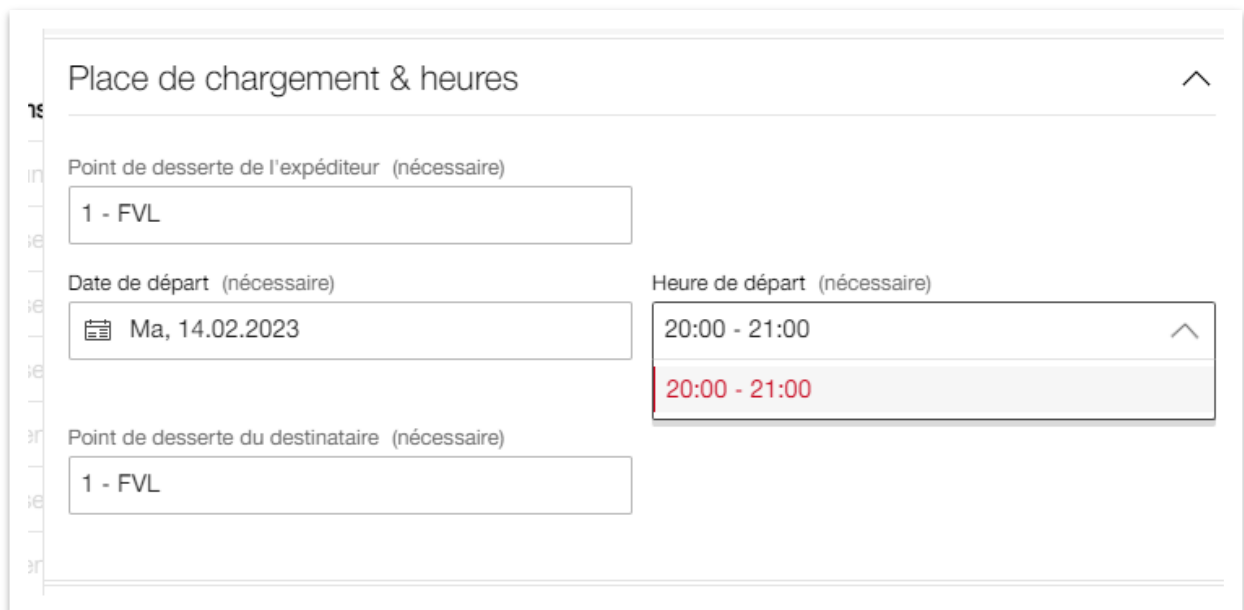 Place de chargement & heures
Point de desserte de l'expéditeur (nécessaire)
1 - FVL
Date de départ (nécessaire)
Heure de départ (nécessaire)
Ma, 14.02.2023
20:00 - 21:00
20:00 - 21:00
Point de desserte du destinataire (nécessaire)
1 - FVL